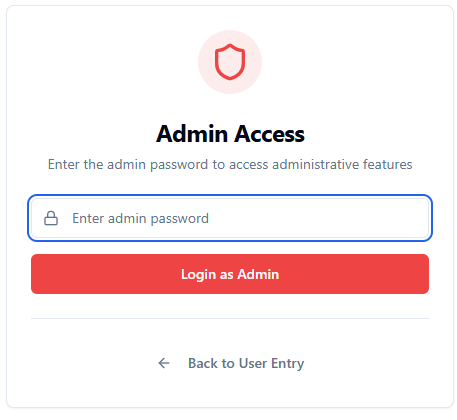 Admin Access
Enter the admin password to access administrative features
Enter admin password
Login as Admin
Back to User Entry